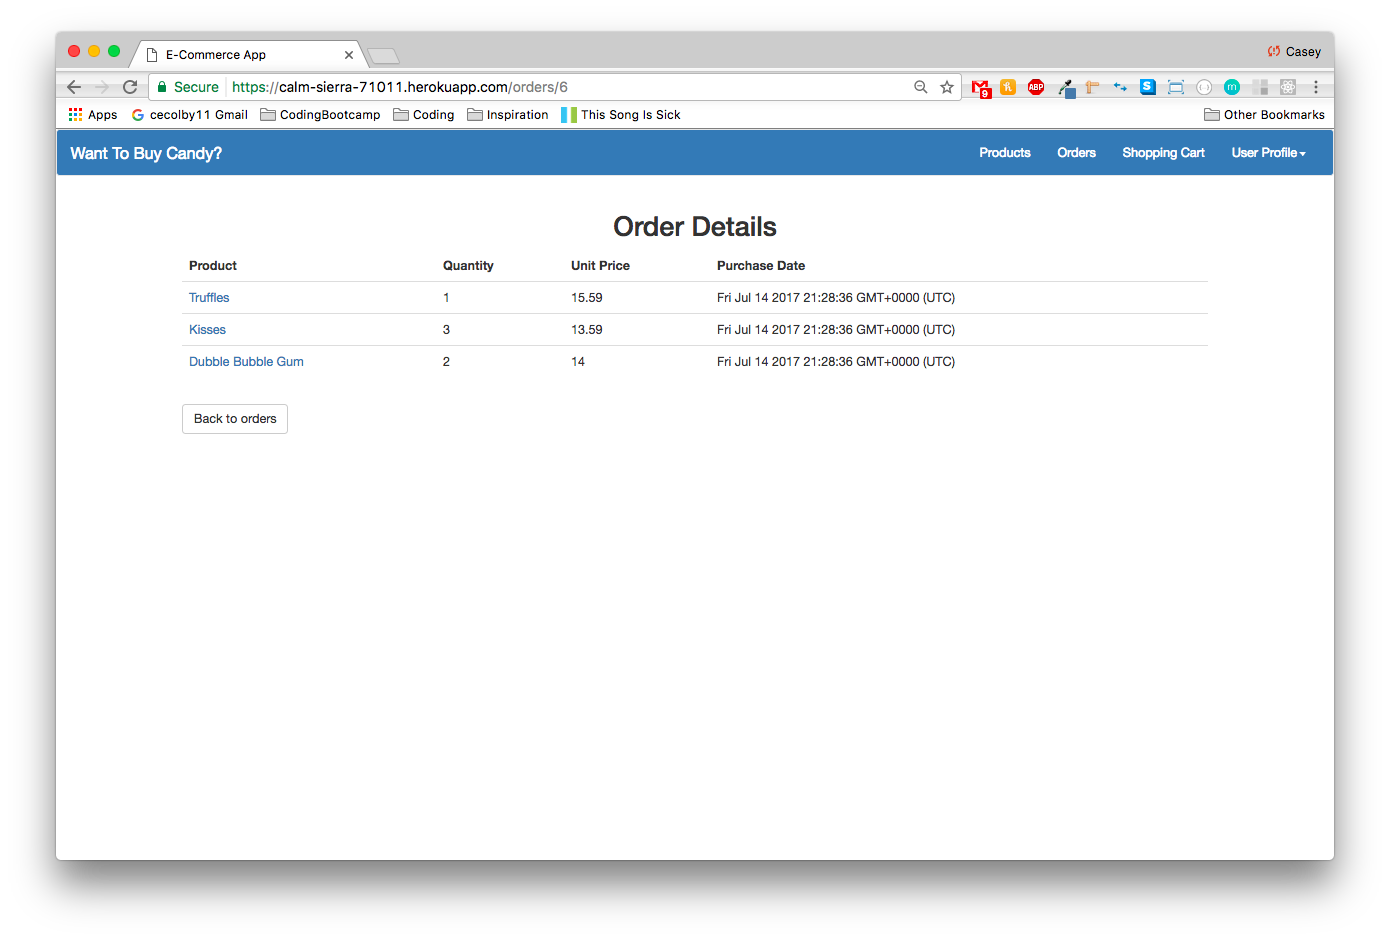 E-Commerce App
Casey
Secure https://calm-sierra-71011.herokuapp.com/orders/6
9 ABP S m
Apps cecolby11 Gmail CodingBootcamp Coding Inspiration This Song Is Sick Other Bookmarks
Want To Buy Candy? Products Orders Shopping Cart User Profile
Order Details
Product Quantity Unit Price Purchase Date
Truffles 1 15.59 Fri Jul 14 2017 21:28:36 GMT+0000 (UTC)
Kisses 3 13.59 Fri Jul 14 2017 21:28:36 GMT+0000 (UTC)
Dubble Bubble Gum 2 14 Fri Jul 14 2017 21:28:36 GMT+0000 (UTC)
Back to orders